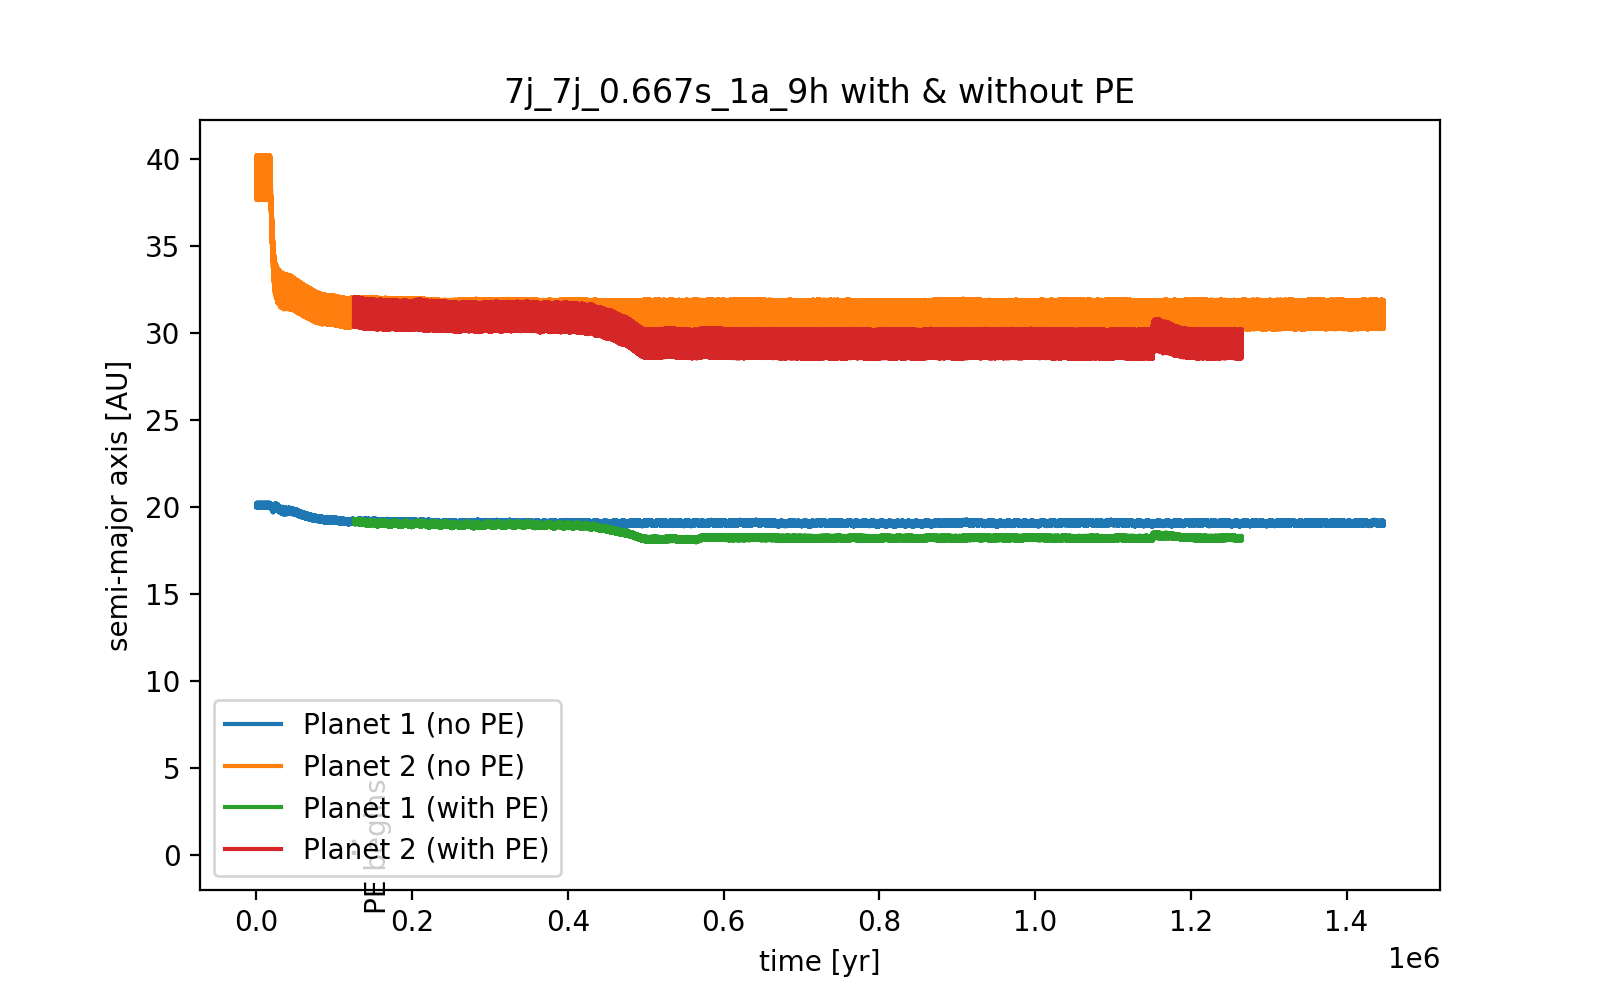 7j_7j_0.667s_1a_9h with & without PE
semi-major axis [AU]
40
35
30
25
20
15
10
5
0
Planet 1 (no PE)
Planet 2 (no PE)
Planet 1 (with PE)
Planet 2 (with PE)
PE begins
0.0
0.2
0.4
0.6
0.8
1.0
1.2
1.4
time [yr]
1e6